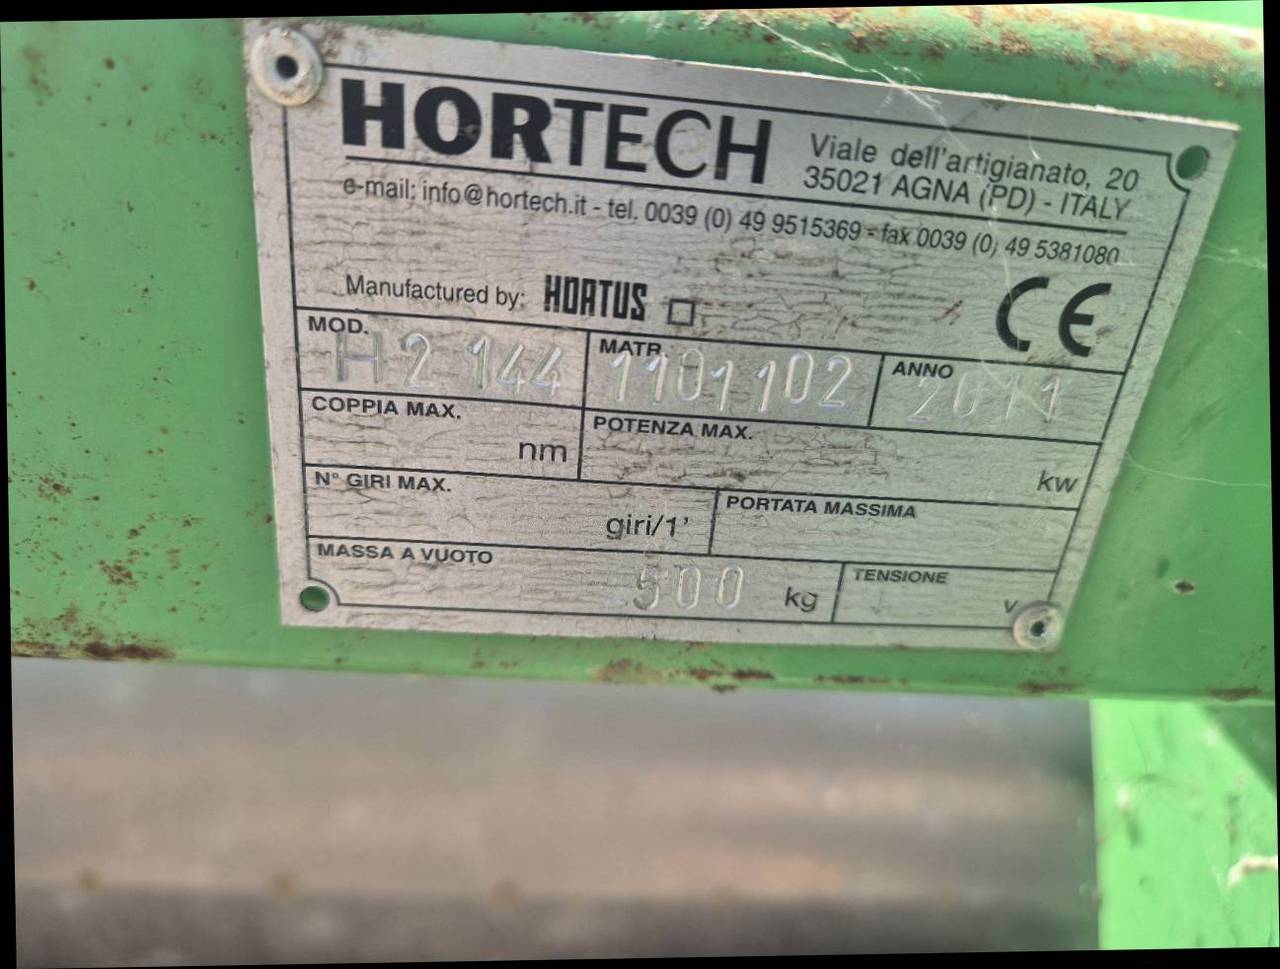 HORTECH
Viale dell'artigianato, 20
35021 AGNA (PD) - ITALY
e-mail: info@hortech.it - tel. 0039 (0) 49 9515369 - fax 0039 (0) 49 5381080
Manufactured by: HORTUS
CE
MOD. H2 144
MATR. 1101102
ANNO 2011
COPPIA MAX. nm
POTENZA MAX. kw
N° GIRI MAX. giri/1'
PORTATA MASSIMA
MASSA A VUOTO 500 kg
TENSIONE v